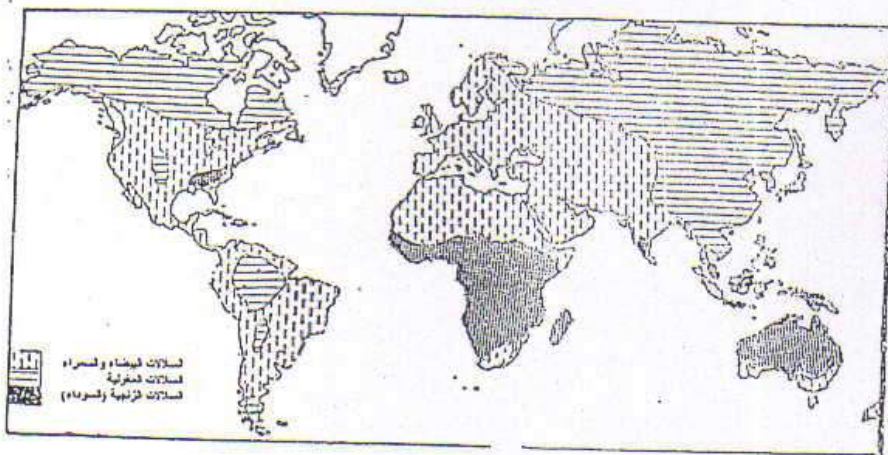 السلالات البيضاء والسمراء
السلالات المغولية
السلالات الزنجية (السوداء)